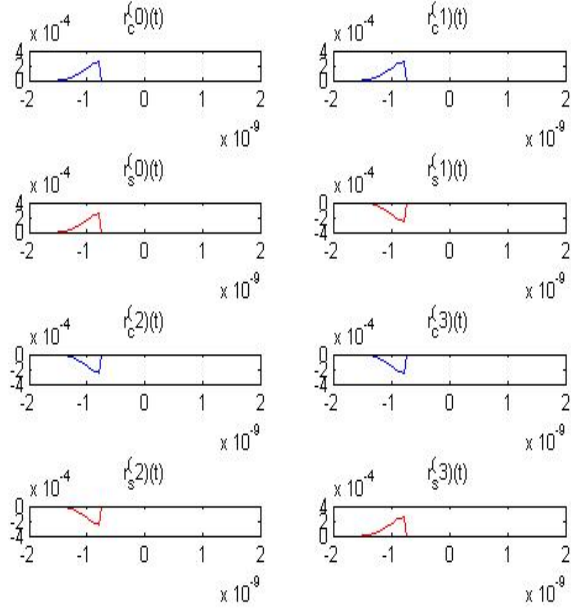 x 10^-4 r_c^(0)(t) x 10^-4 r_c^(1)(t)
4 4
2 2
0 0
-2 -1 0 1 2 -2 -1 0 1 2
x 10^-9 x 10^-9
x 10^-4 r_s^(0)(t) x 10^-4 r_s^(1)(t)
4 0
2 -2
0 -4
-2 -1 0 1 2 -2 -1 0 1 2
x 10^-9 x 10^-9
x 10^-4 r_c^(2)(t) x 10^-4 r_c^(3)(t)
0 0
-2 -2
-4 -4
-2 -1 0 1 2 -2 -1 0 1 2
x 10^-9 x 10^-9
x 10^-4 r_s^(2)(t) x 10^-4 r_s^(3)(t)
0 4
-2 2
-4 0
-2 -1 0 1 2 -2 -1 0 1 2
x 10^-9 x 10^-9